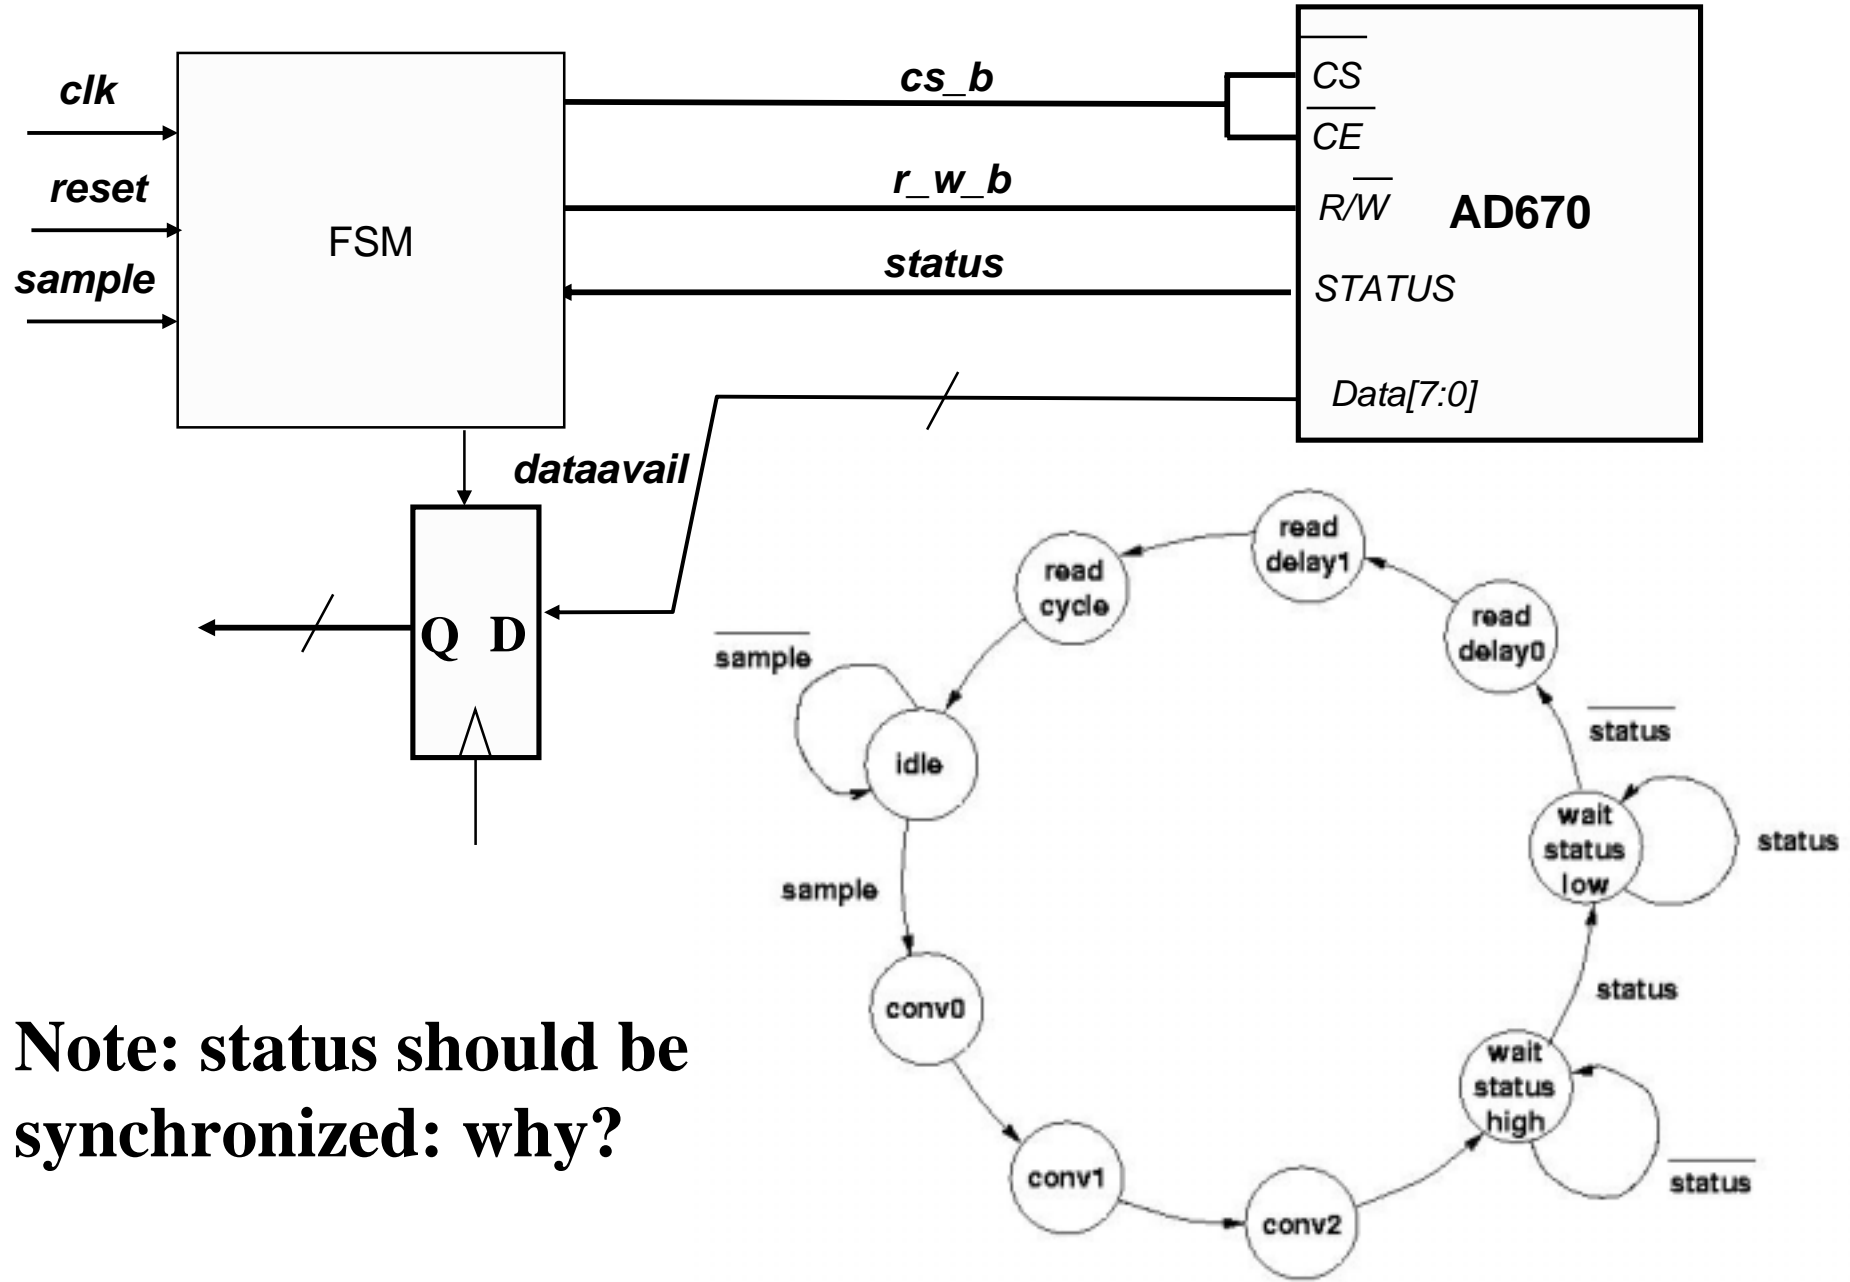 clk
reset
sample
FSM
cs_b
r_w_b
status
CS
CE
R/W
AD670
STATUS
Data[7:0]
dataavail
Q D
read
delay1
read
cycle
read
delay0
sample
status
idle
wait
status
low
status
sample
status
conv0
wait
status
high
conv1
status
conv2
Note: status should be
synchronized: why?